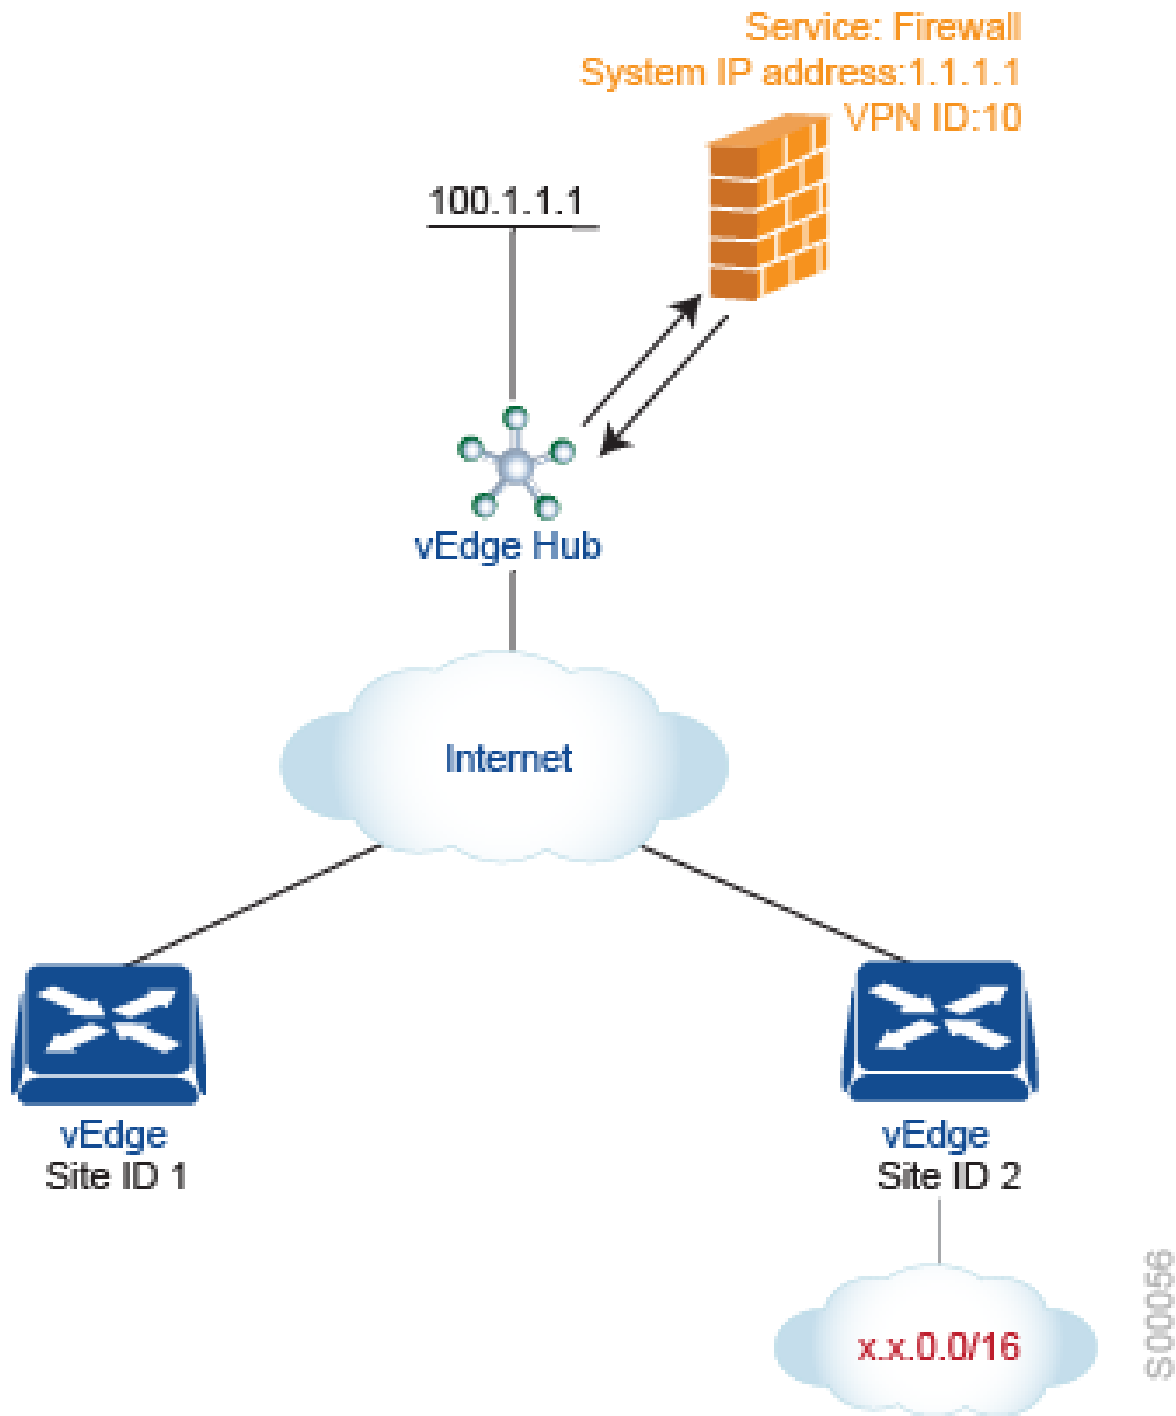 Service: Firewall
System IP address:1.1.1.1
VPN ID:10
100.1.1.1
vEdge Hub
Internet
vEdge
Site ID 1
vEdge
Site ID 2
x.x.0.0/16
S00056